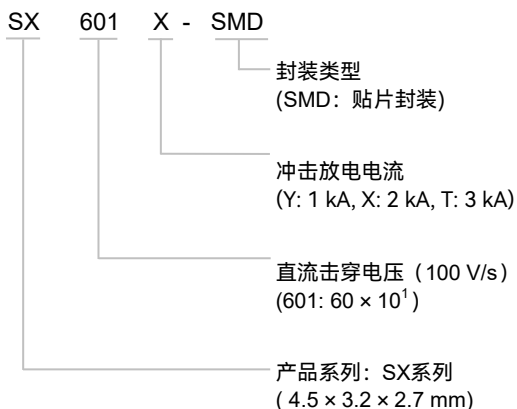 SX 601 X - SMD
封装类型
(SMD：贴片封装)
冲击放电电流
(Y: 1 kA, X: 2 kA, T: 3 kA)
直流击穿电压（100 V/s）
(601: 60 × 10¹)
产品系列：SX系列
( 4.5 × 3.2 × 2.7 mm)